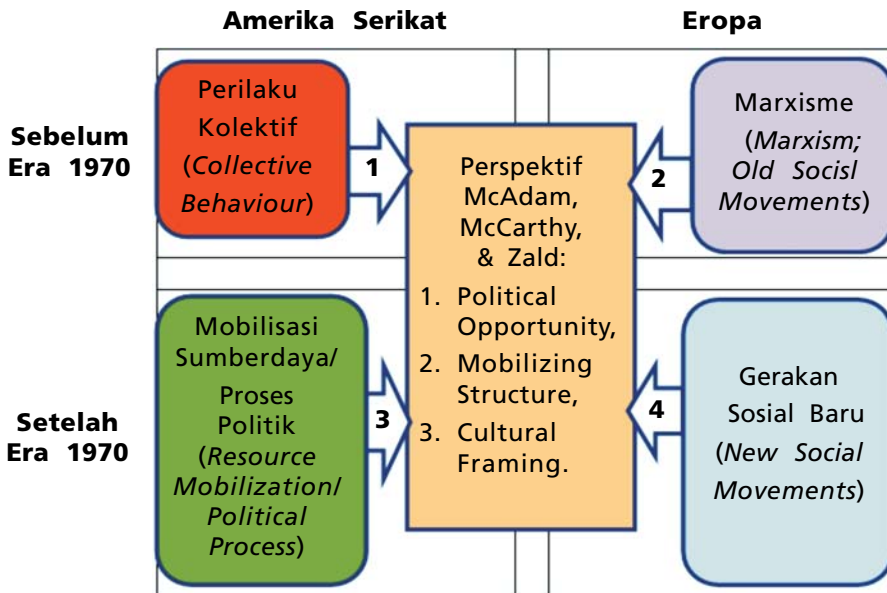 Amerika Serikat
Eropa
Sebelum
Era 1970
Perilaku
Kolektif
(Collective
Behaviour)
1
Perspektif
McAdam,
McCarthy,
& Zald:
1. Political
Opportunity,
2. Mobilizing
Structure,
3. Cultural
Framing.
2
Marxisme
(Marxism;
Old Socisl
Movements)
Setelah
Era 1970
Mobilisasi
Sumberdaya/
Proses
Politik
(Resource
Mobilization/
Political
Process)
3
4
Gerakan
Sosial Baru
(New Social
Movements)